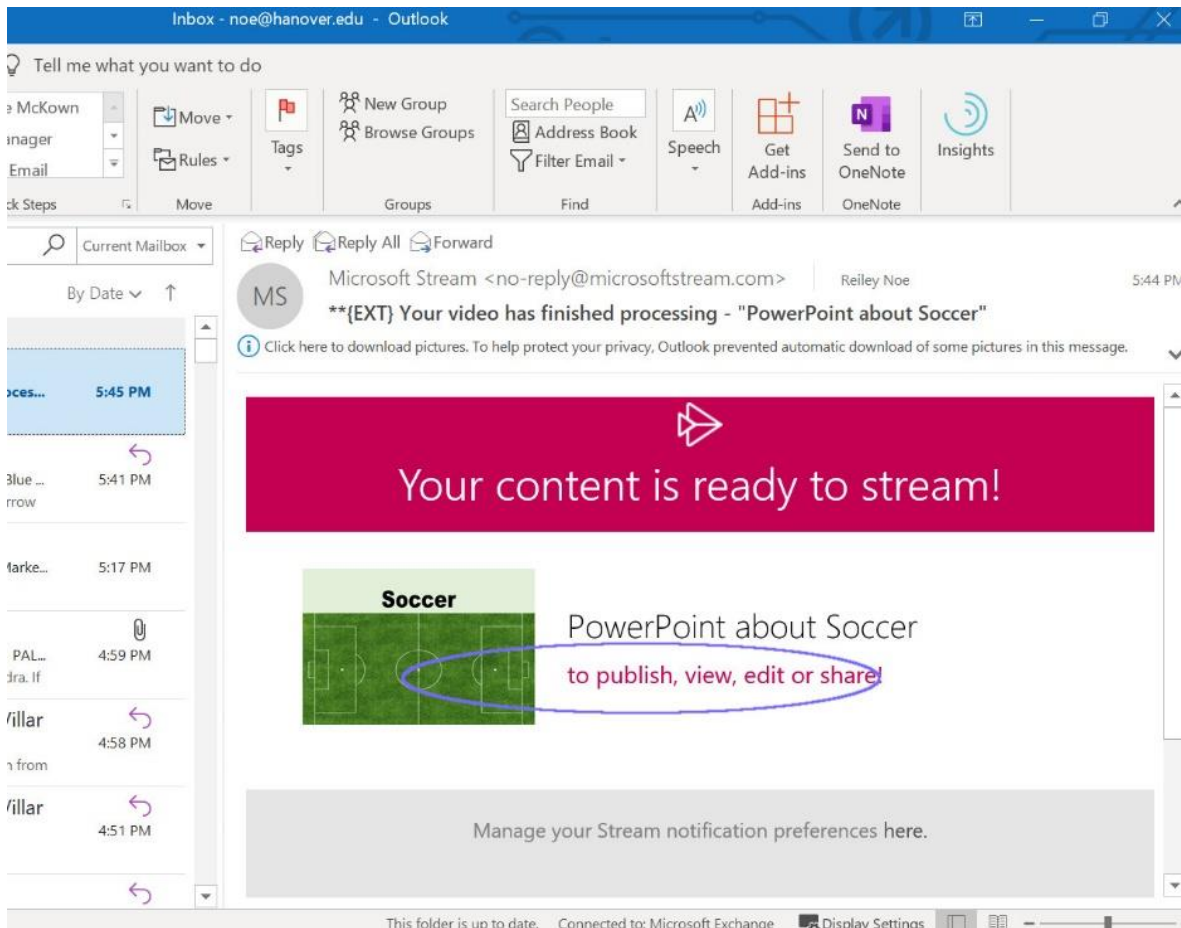 Inbox - noe@hanover.edu - Outlook
Tell me what you want to do
McKown
Email
Move
Rules
Move
Tags
New Group
Browse Groups
Groups
Search People
Address Book
Filter Email
Find
Speech
Get
Add-ins
Add-ins
Send to
OneNote
OneNote
Insights
Current Mailbox
By Date
Reply Reply All Forward
MS
Microsoft Stream <no-reply@microsoftstream.com> Reiley Noe 5:44 PM
**{EXT} Your video has finished processing - "PowerPoint about Soccer"
Click here to download pictures. To help protect your privacy, Outlook prevented automatic download of some pictures in this message.
5:45 PM
Blue ... 5:41 PM
5:17 PM
PAL... 4:59 PM
dra. If
4:58 PM
from
4:51 PM
Your content is ready to stream!
Soccer
PowerPoint about Soccer
to publish, view, edit or share!
Manage your Stream notification preferences here.
This folder is up to date. Connected to: Microsoft Exchange Display Settings